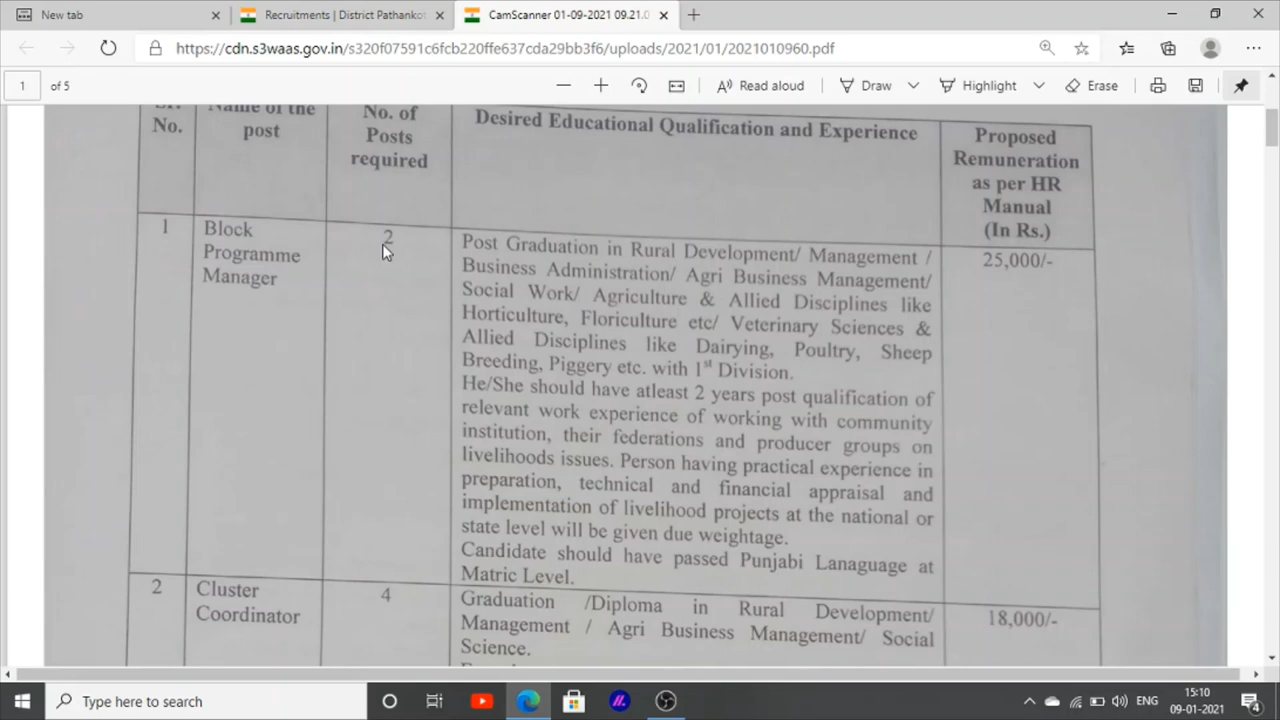 New tab
Recruitments | District Pathankot
CamScanner 01-09-2021 09.21.0
https://cdn.s3waas.gov.in/s320f07591c6fcb220ffe637cda29bb3f6/uploads/2021/01/2021010960.pdf
1 of 5
Read aloud
Draw
Highlight
Erase
Sr.
No.
Name of the
post
No. of
Posts
required
Desired Educational Qualification and Experience
Proposed
Remuneration
as per HR
Manual
(In Rs.)
1
Block
Programme
Manager
2
Post Graduation in Rural Development/ Management /
Business Administration/ Agri Business Management/
Social Work/ Agriculture & Allied Disciplines like
Horticulture, Floriculture etc/ Veterinary Sciences &
Allied Disciplines like Dairying, Poultry, Sheep
Breeding, Piggery etc. with 1st Division.
He/She should have atleast 2 years post qualification of
relevant work experience of working with community
institution, their federations and producer groups on
livelihoods issues. Person having practical experience in
preparation, technical and financial appraisal and
implementation of livelihood projects at the national or
state level will be given due weightage.
Candidate should have passed Punjabi Lanaguage at
Matric Level.
25,000/-
2
Cluster
Coordinator
4
Graduation /Diploma in Rural Development/
Management / Agri Business Management/ Social
Science.
18,000/-
Type here to search
ENG
15:10
09-01-2021
4